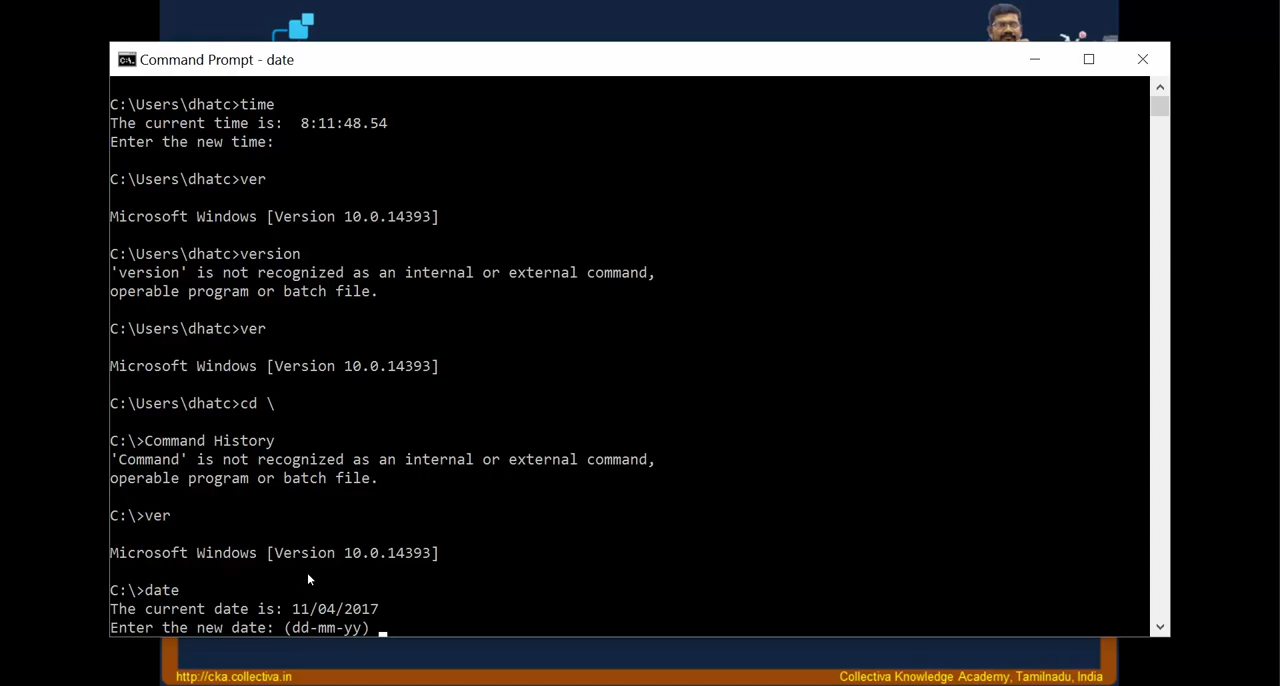 Command Prompt - date
C:\Users\dhatc>time
The current time is:  8:11:48.54
Enter the new time:
C:\Users\dhatc>ver
Microsoft Windows [Version 10.0.14393]
C:\Users\dhatc>version
'version' is not recognized as an internal or external command,
operable program or batch file.
C:\Users\dhatc>ver
Microsoft Windows [Version 10.0.14393]
C:\Users\dhatc>cd \
C:\>Command History
'Command' is not recognized as an internal or external command,
operable program or batch file.
C:\>ver
Microsoft Windows [Version 10.0.14393]
C:\>date
The current date is: 11/04/2017
Enter the new date: (dd-mm-yy)
http://cka.collectiva.in
Collectiva Knowledge Academy, Tamilnadu, India